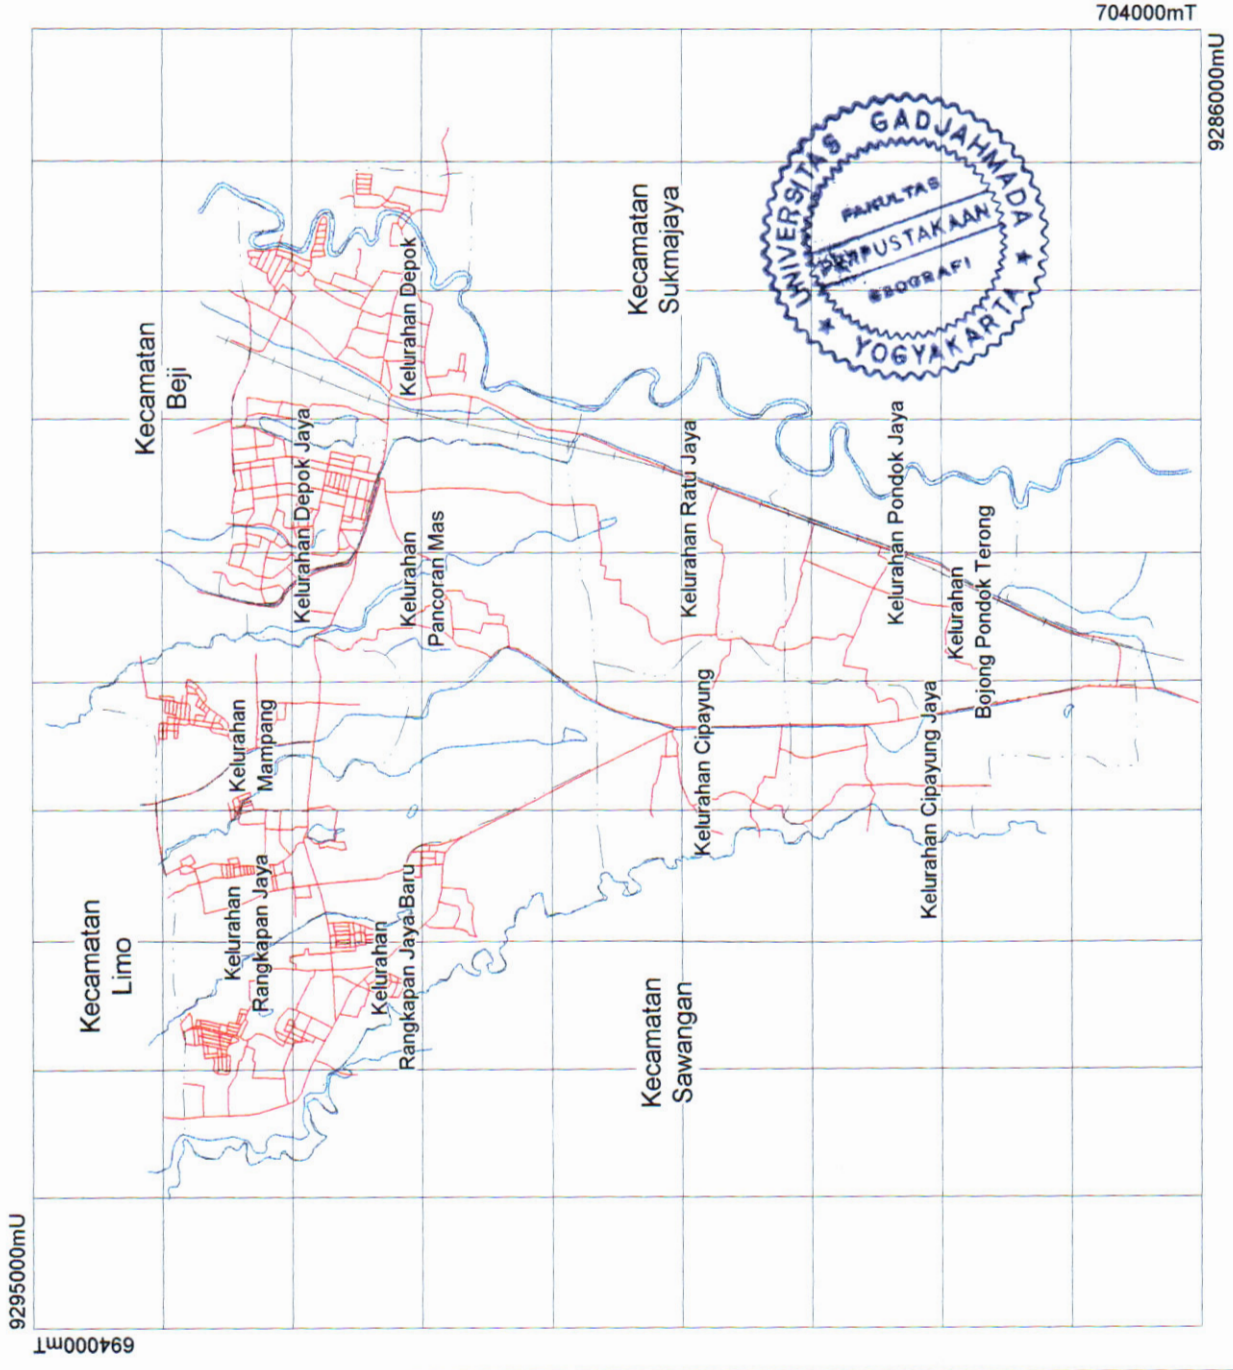 704000mT
9286000mU
9295000mU
694000mT
Kecamatan
Limo
Kecamatan
Beji
Kelurahan
Rangkapan Jaya
Kelurahan
Mampang
Kelurahan Depok Jaya
Kelurahan
Rangkapan Jaya Baru
Kelurahan
Pancoran Mas
Kelurahan Depok
Kecamatan
Sawangan
Kecamatan
Sukmajaya
Kelurahan Cipayung
Kelurahan Ratu Jaya
Kelurahan Cipayung Jaya
Kelurahan Pondok Jaya
Kelurahan
Bojong Pondok Terong
UNIVERSITAS GADJAHMADA
FAKULTAS
PERPUSTAKAAN
GEOGRAFI
YOGYAKARTA